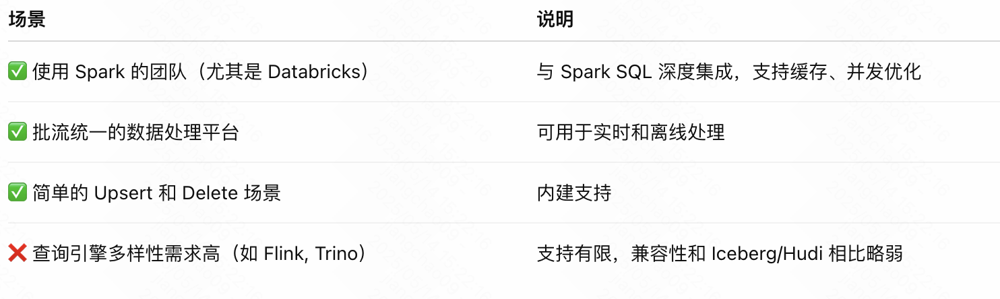 场景 说明
✅ 使用 Spark 的团队（尤其是 Databricks） 与 Spark SQL 深度集成，支持缓存、并发优化
✅ 批流统一的数据处理平台 可用于实时和离线处理
✅ 简单的 Upsert 和 Delete 场景 内建支持
❌ 查询引擎多样性需求高（如 Flink, Trino） 支持有限，兼容性和 Iceberg/Hudi 相比略弱